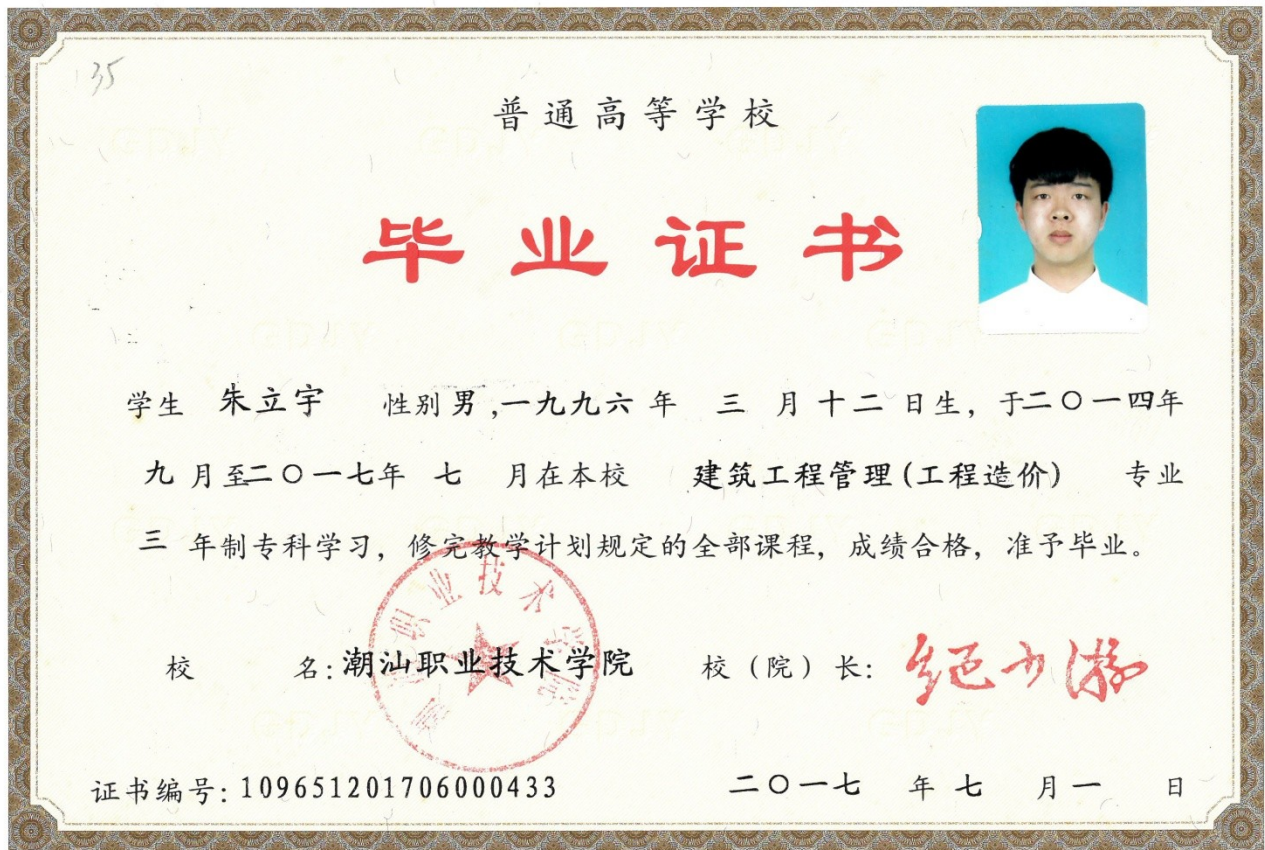 35
普通高等学校
毕业证书
学生 朱立宇 性别 男，一九九六 年 三 月 十二 日生，于二〇一四年
九 月至二〇一七年 七 月在本校 建筑工程管理(工程造价) 专业
三 年制专科学习，修完教学计划规定的全部课程，成绩合格，准予毕业。
校 名：潮汕职业技术学院 校（院）长：
职业技术学院
证书编号：109651201706000433 二〇一七 年 七 月 一 日